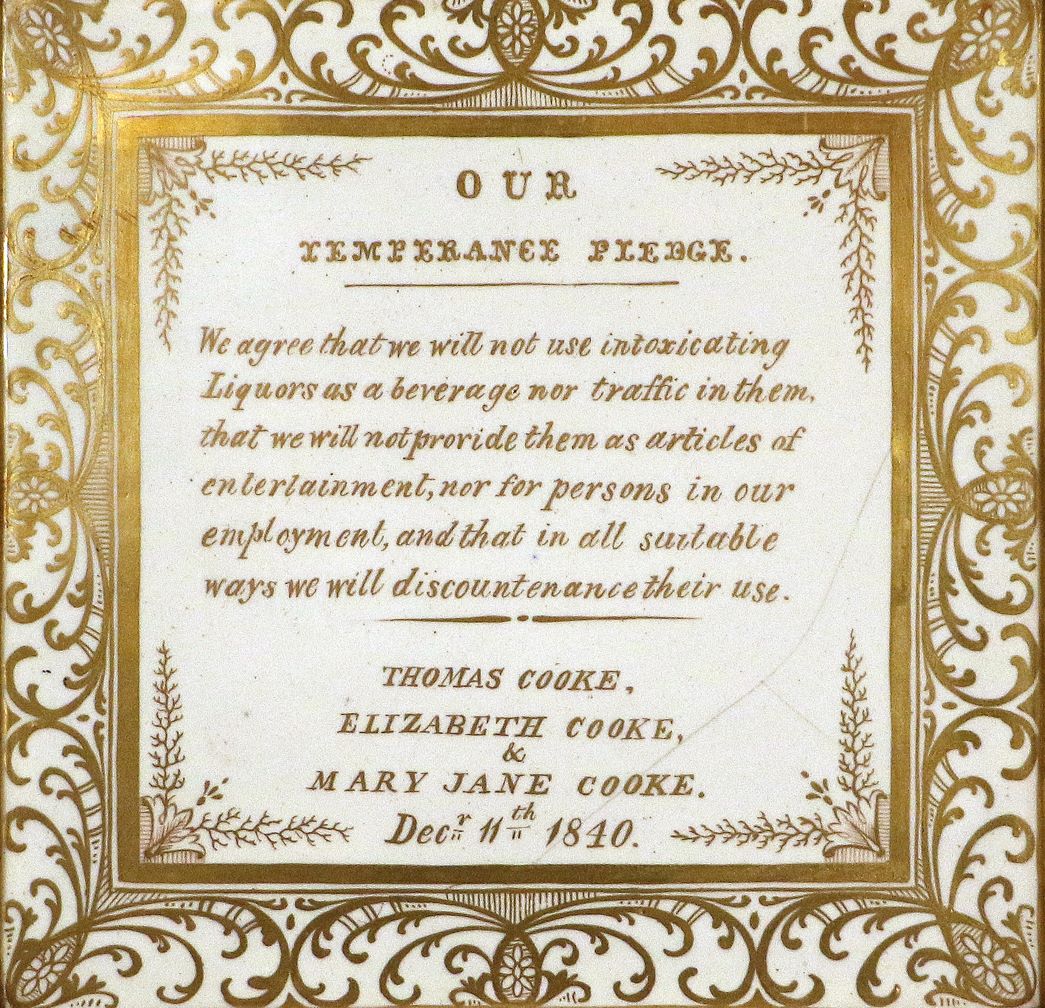 OUR
TEMPERANCE PLEDGE.
We agree that we will not use intoxicating
Liquors as a beverage nor traffic in them,
that we will not provide them as articles of
entertainment, nor for persons in our
employment, and that in all suitable
ways we will discountenance their use.
THOMAS COOKE,
ELIZABETH COOKE,
&
MARY JANE COOKE.
Decr 11th 1840.